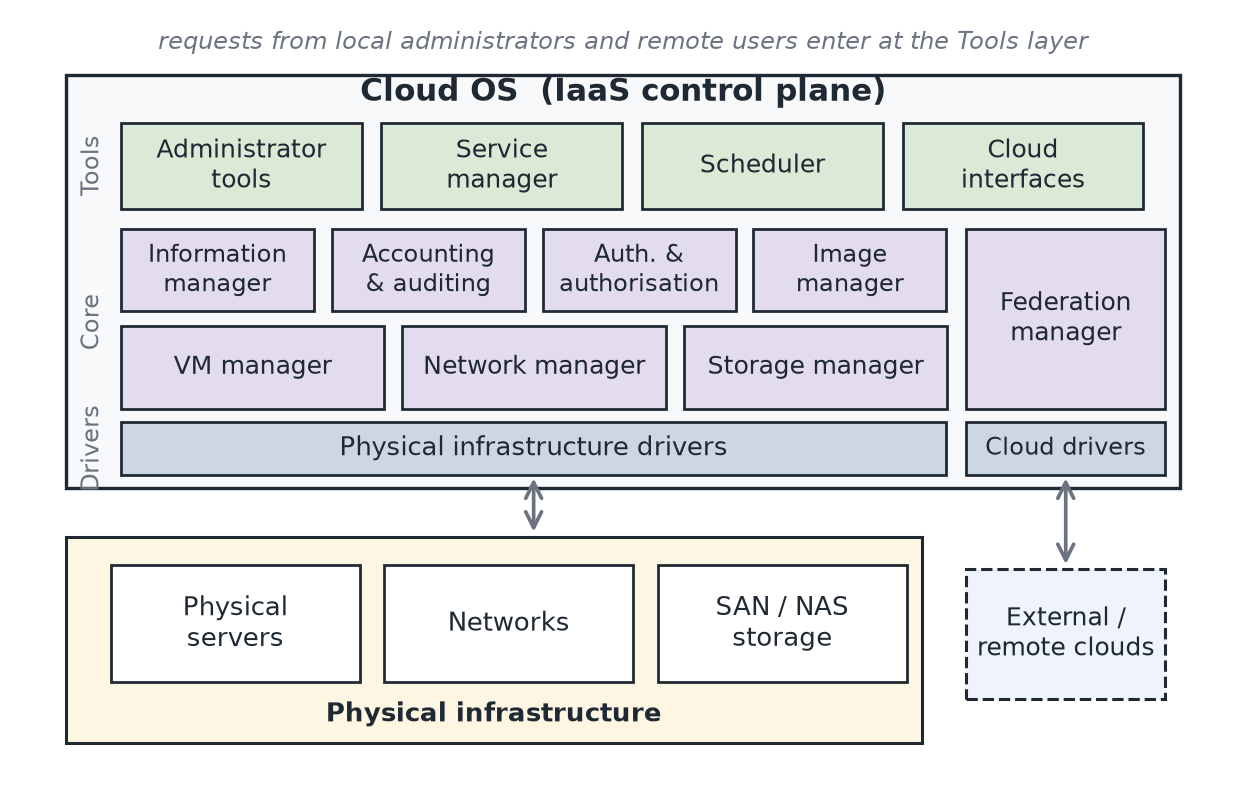 requests from local administrators and remote users enter at the Tools layer
Cloud OS  (IaaS control plane)
Tools
Administrator
tools
Service
manager
Scheduler
Cloud
interfaces
Core
Information
manager
Accounting
& auditing
Auth. &
authorisation
Image
manager
Federation
manager
VM manager
Network manager
Storage manager
Drivers
Physical infrastructure drivers
Cloud drivers
Physical
servers
Networks
SAN / NAS
storage
External /
remote clouds
Physical infrastructure